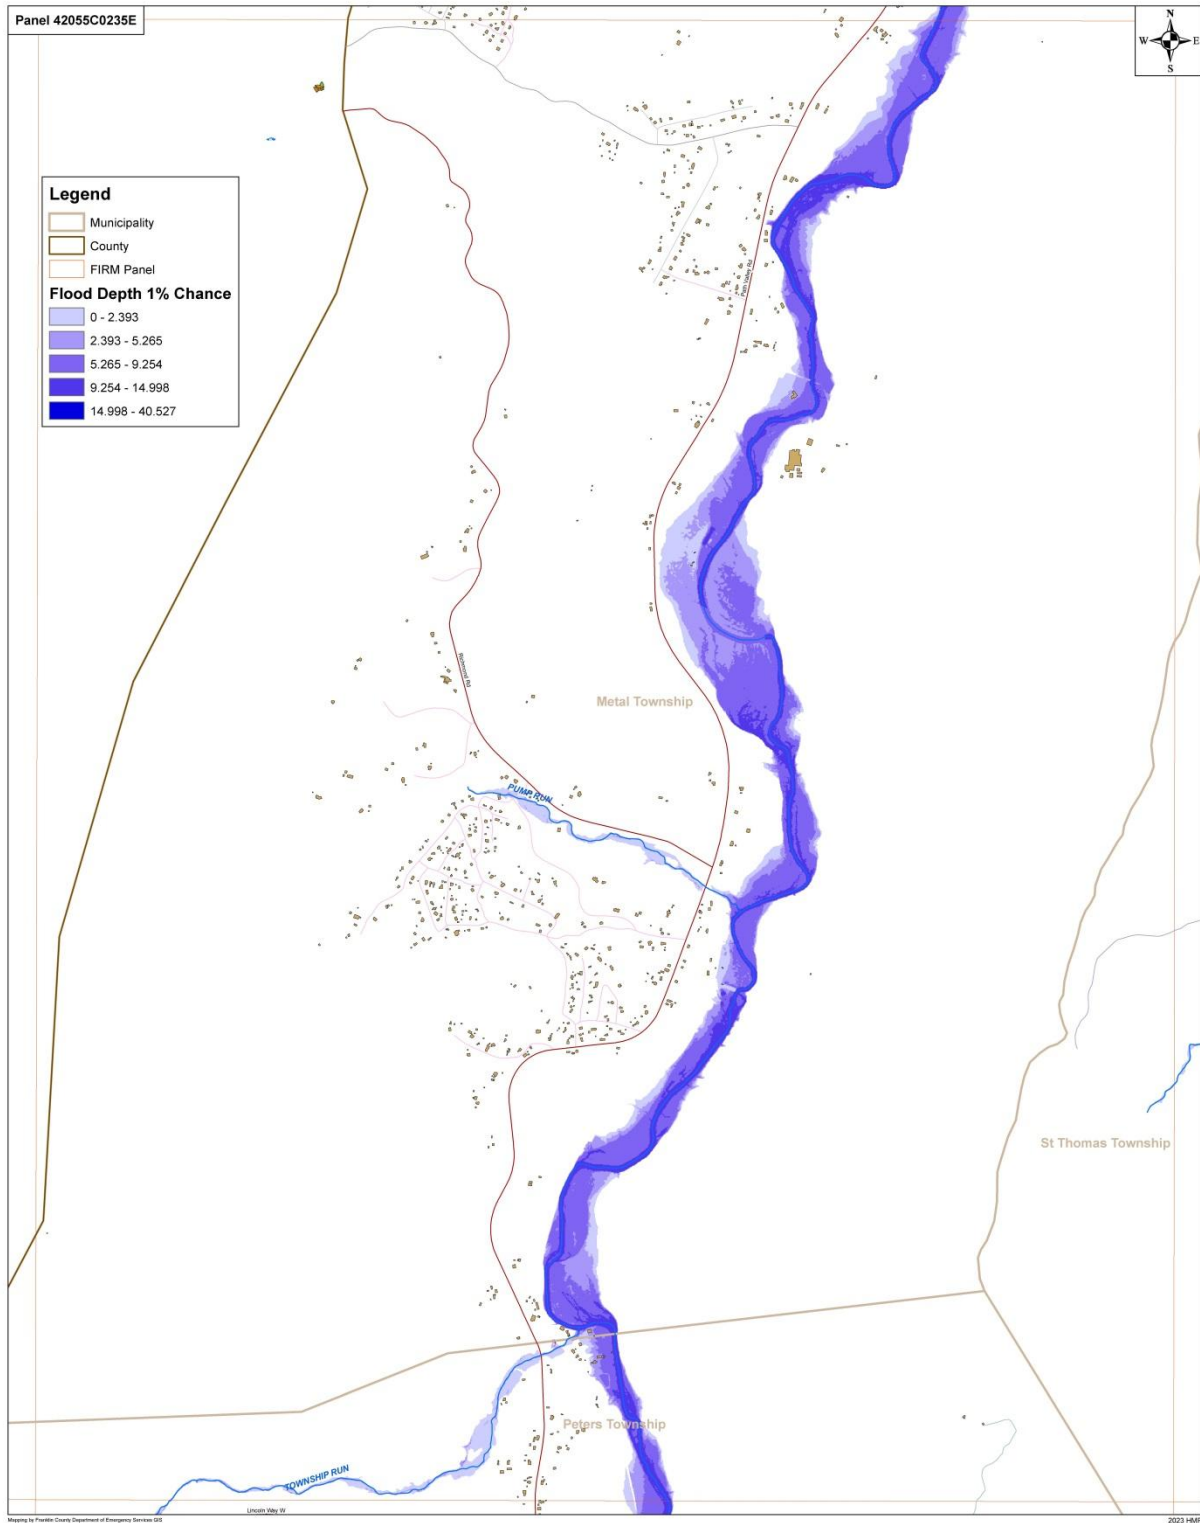 Panel 42055C0235E
N
W E
S
Legend
Municipality
County
FIRM Panel
Flood Depth 1% Chance
0 - 2.393
2.393 - 5.265
5.265 - 9.254
9.254 - 14.998
14.998 - 40.527
Path Valley Rd
Richmond Rd
Metal Township
PUMP RUN
St Thomas Township
Peters Township
TOWNSHIP RUN
Lincoln Way W
Mapping by Franklin County Department of Emergency Services GIS
2023 HMP